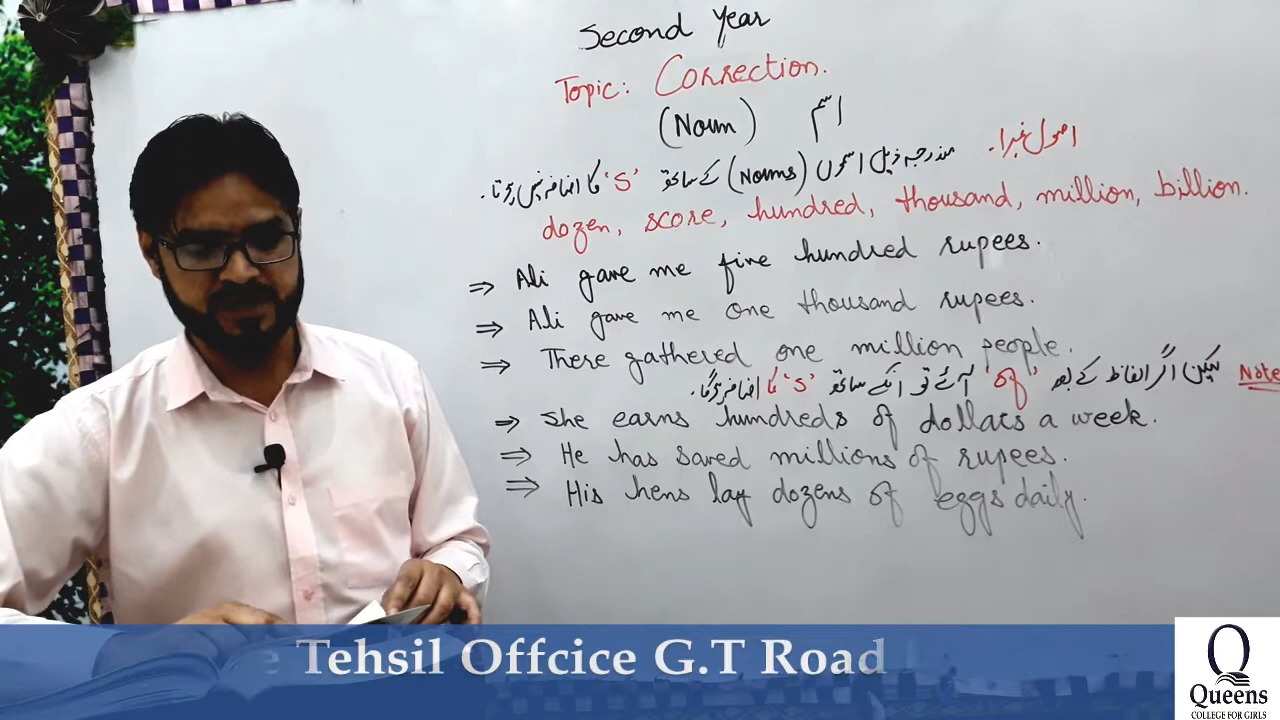 Second Year
Topic: Correction.
(Noun) اسم
اصول نمبر 1۔ مندرجہ ذیل اسموں (Nouns) کے ساتھ 'S' کا اضافہ نہیں ہوتا۔
dozen, score, hundred, thousand, million, billion.
⇒ Ali gave me five hundred rupees.
⇒ Ali gave me one thousand rupees.
⇒ There gathered one million people.
Note لیکن اگر الفاظ کے بعد 'of' آئے تو انکے ساتھ 'S' کا اضافہ ہوگا۔
⇒ She earns hundreds of dollars a week.
⇒ He has saved millions of rupees.
⇒ His hens lay dozens of eggs daily.
e Tehsil Offcice G.T Road
Queens
COLLEGE FOR GIRLS